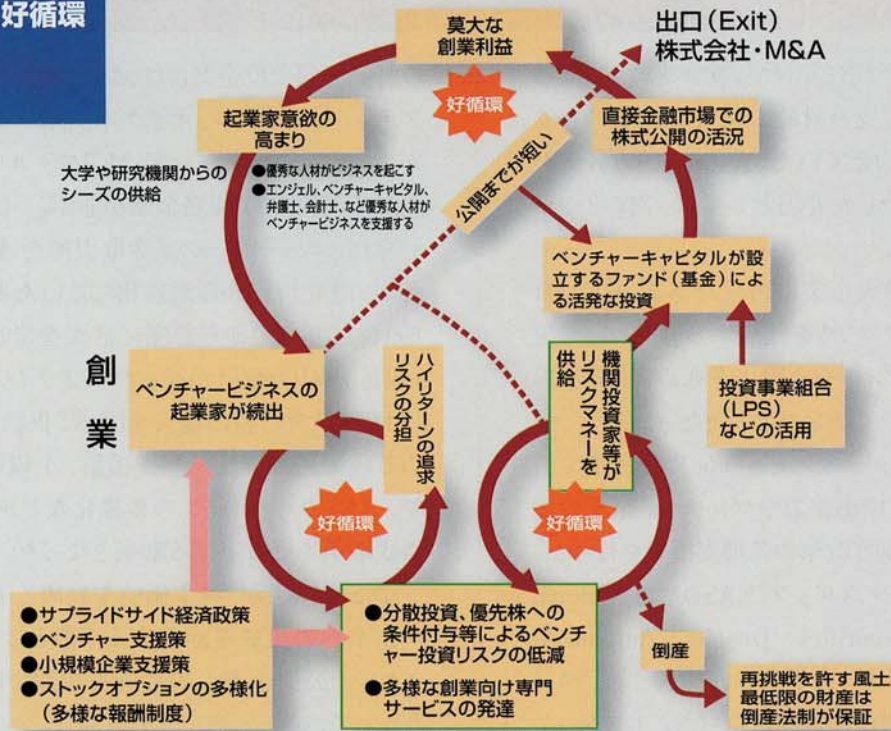 好循環
莫大な
創業利益
出口(Exit)
株式会社・M&A
好循環
起業家意欲の
高まり
直接金融市場での
株式公開の活況
大学や研究機関からの
シーズの供給
●優秀な人材がビジネスを起こす
●エンジェル、ベンチャーキャピタル、
弁護士、会計士、など優秀な人材が
ベンチャービジネスを支援する
公開までが短い
ベンチャーキャピタルが設
立するファンド(基金)によ
る活発な投資
創業
ベンチャービジネスの
起業家が続出
ハイリターンの追求
リスクの分担
機関投資家等が
リスクマネーを
供給
投資事業組合
(LPS)
などの活用
好循環
好循環
●サプライドサイド経済政策
●ベンチャー支援策
●小規模企業支援策
●ストックオプションの多様化
(多様な報酬制度)
●分散投資、優先株への
条件付与等によるベンチ
ャー投資リスクの低減
●多様な創業向け専門
サービスの発達
倒産
再挑戦を許す風土
最低限の財産は
倒産法制が保証